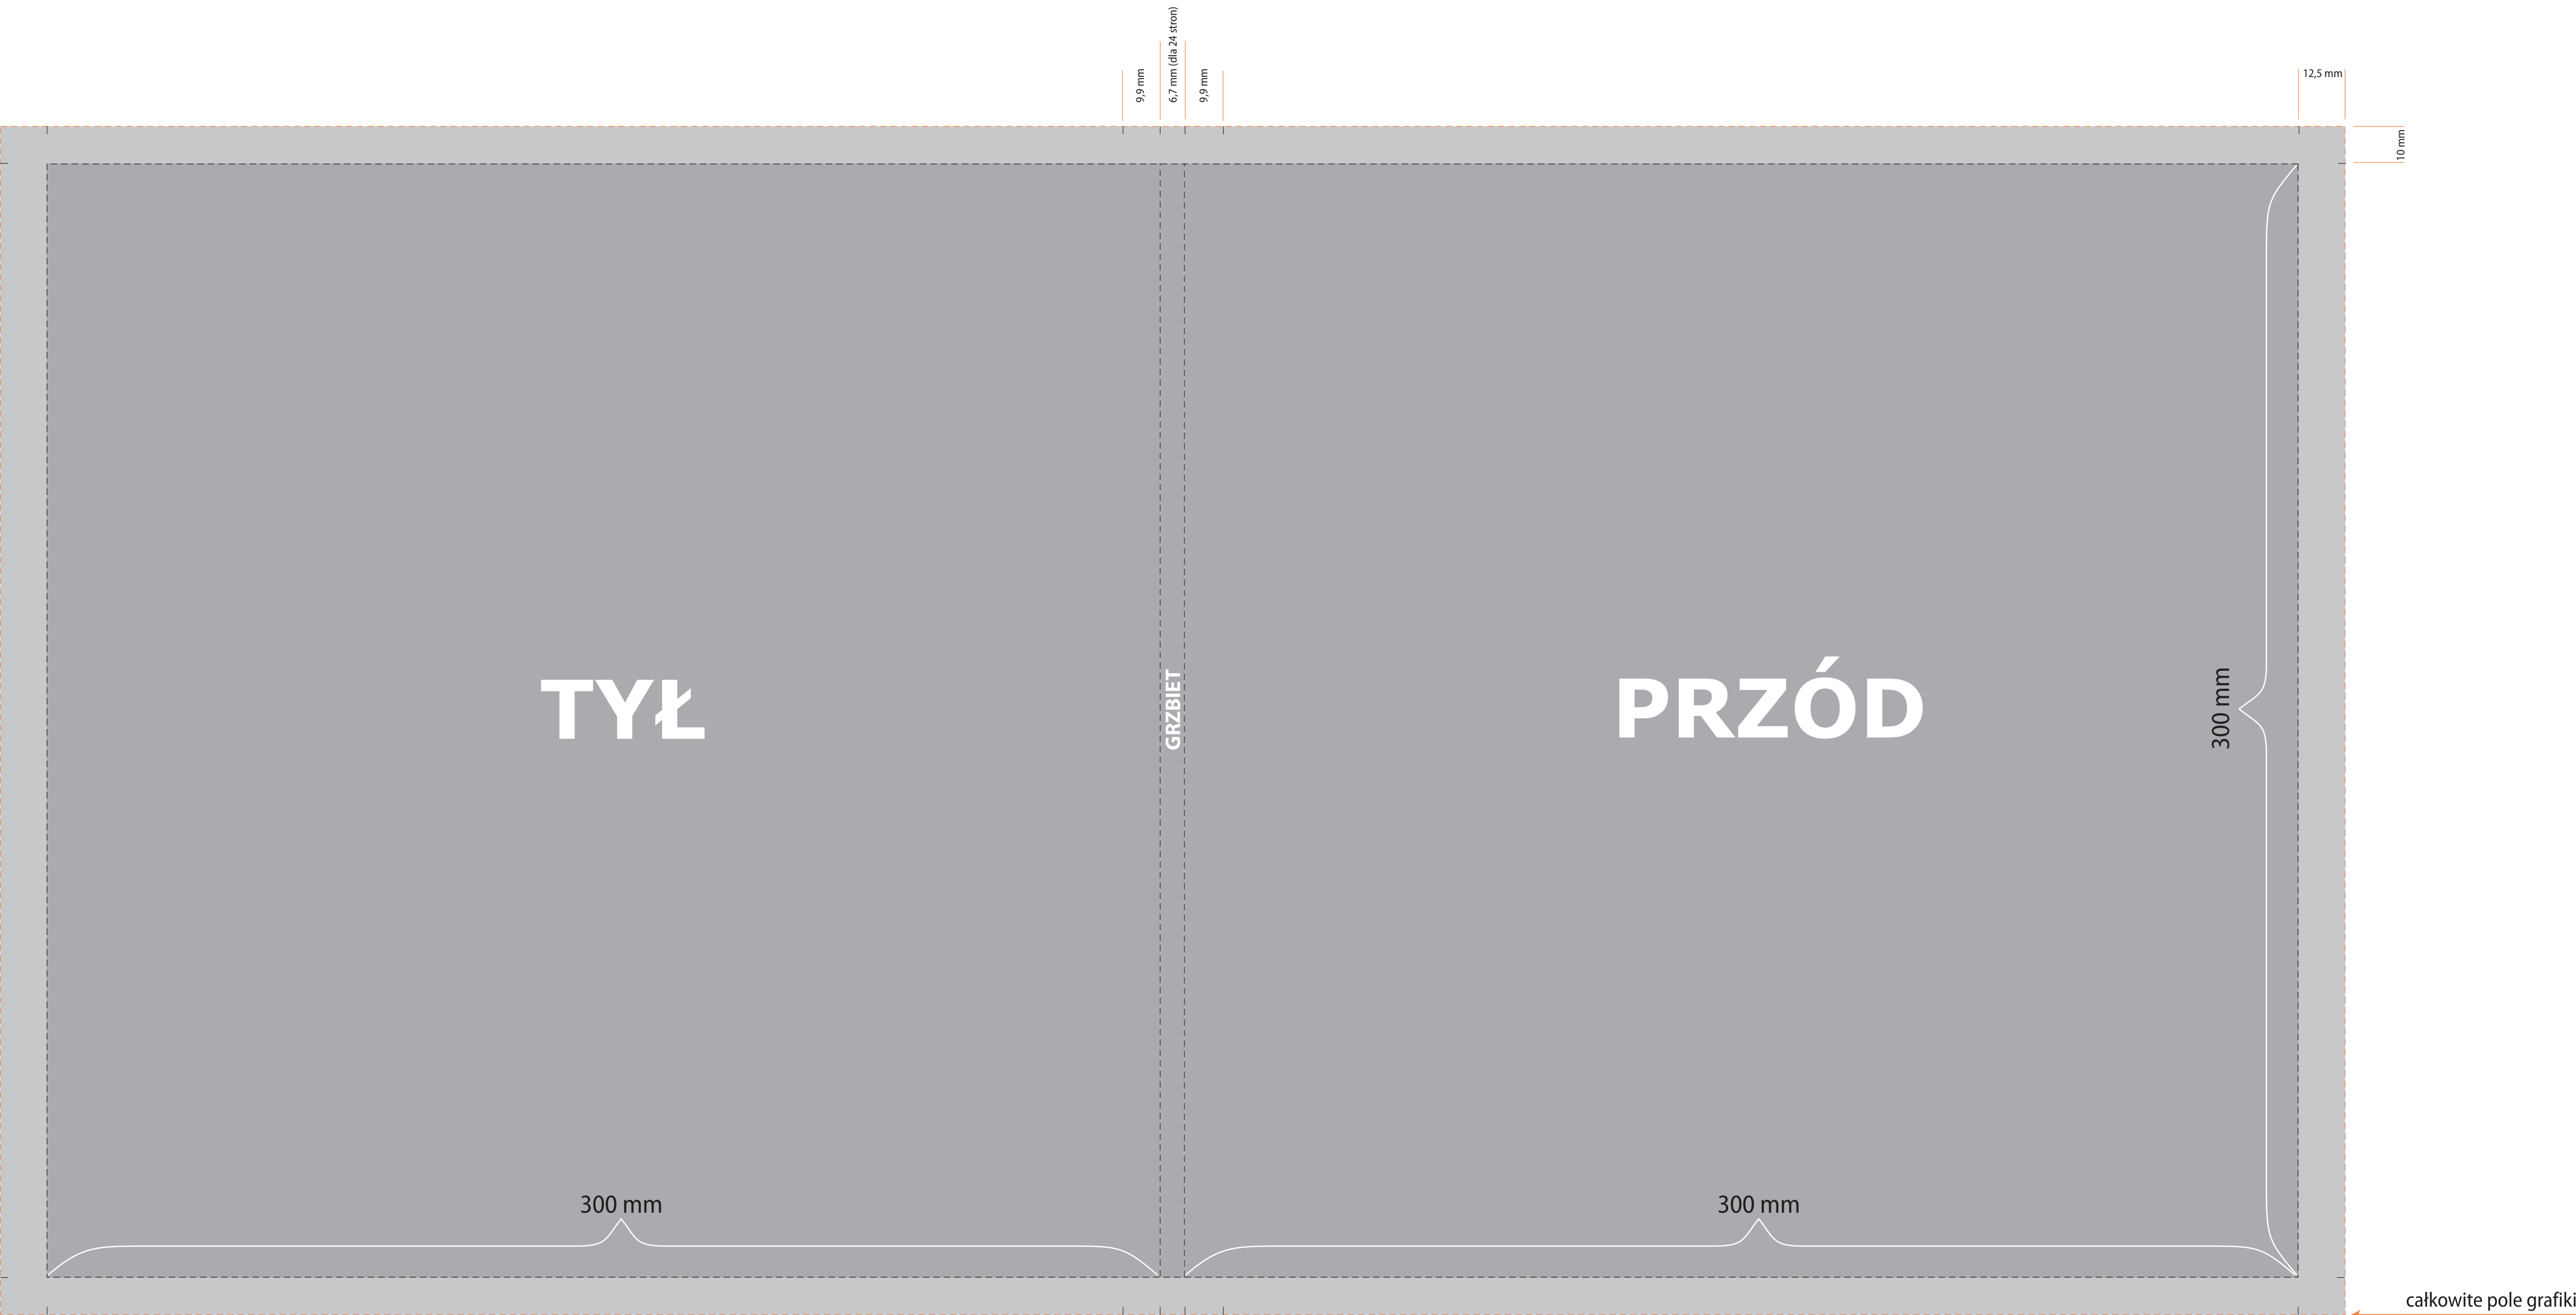 9,9 mm
6,7 mm (dla 24 stron)
9,9 mm
12,5 mm
10 mm
TYŁ
GRZBIET
PRZÓD
300 mm
300 mm
300 mm
całkowite pole grafiki